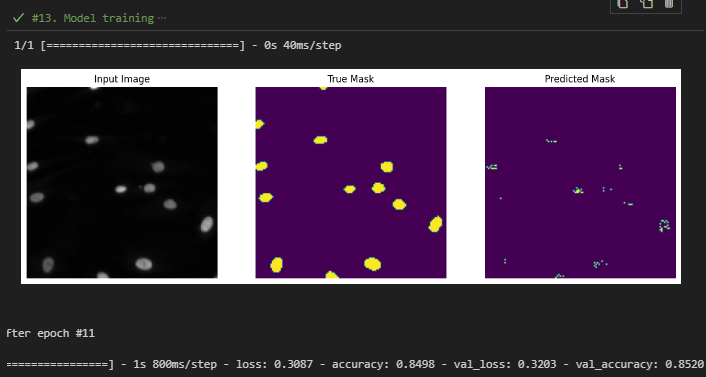 #13. Model training ...
1/1 [==============================] - 0s 40ms/step
Input Image
True Mask
Predicted Mask
fter epoch #11
================] - 1s 800ms/step - loss: 0.3087 - accuracy: 0.8498 - val_loss: 0.3203 - val_accuracy: 0.8520